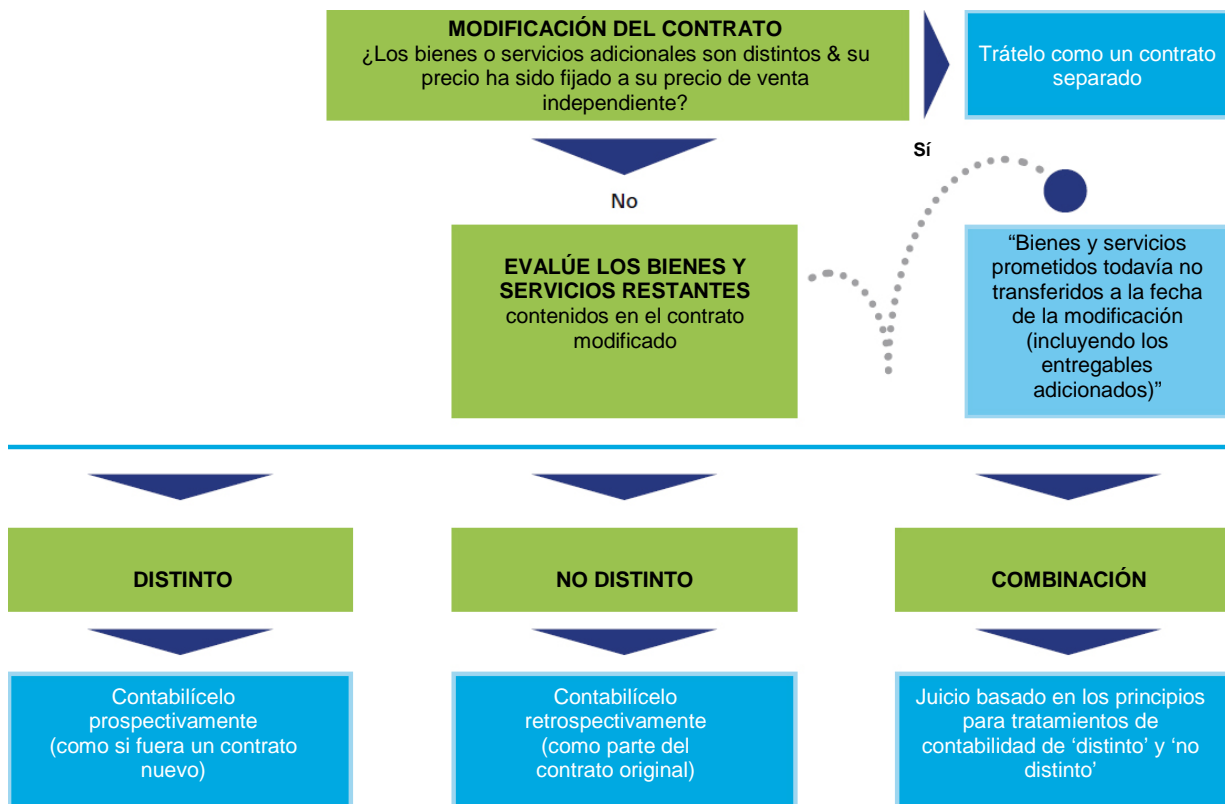 MODIFICACIÓN DEL CONTRATO
¿Los bienes o servicios adicionales son distintos & su
precio ha sido fijado a su precio de venta
independiente?
Trátelo como un contrato
separado
Sí
No
EVALÚE LOS BIENES Y
SERVICIOS RESTANTES
contenidos en el contrato
modificado
“Bienes y servicios
prometidos todavía no
transferidos a la fecha
de la modificación
(incluyendo los
entregables
adicionados)”
DISTINTO
NO DISTINTO
COMBINACIÓN
Contabilícelo
prospectivamente
(como si fuera un contrato
nuevo)
Contabilícelo
retrospectivamente
(como parte del
contrato original)
Juicio basado en los principios
para tratamientos de
contabilidad de ‘distinto’ y ‘no
distinto’